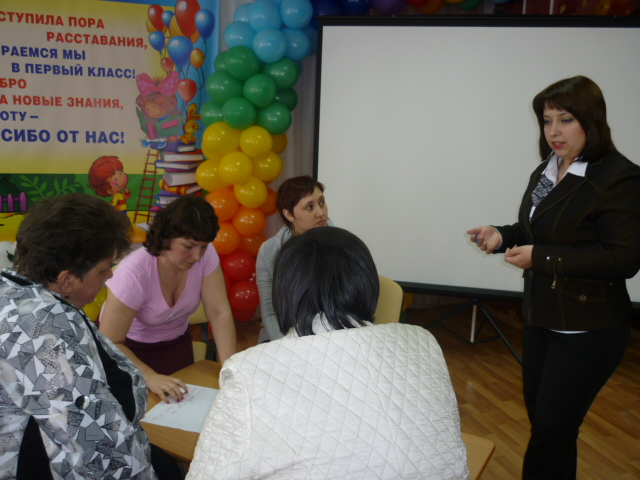 СТУПИЛА ПОРА
РАССТАВАНИЯ,
РАЕМСЯ МЫ
В ПЕРВЫЙ КЛАСС!
БРО
А НОВЫЕ ЗНАНИЯ,
ОТУ –
СИБО ОТ НАС!